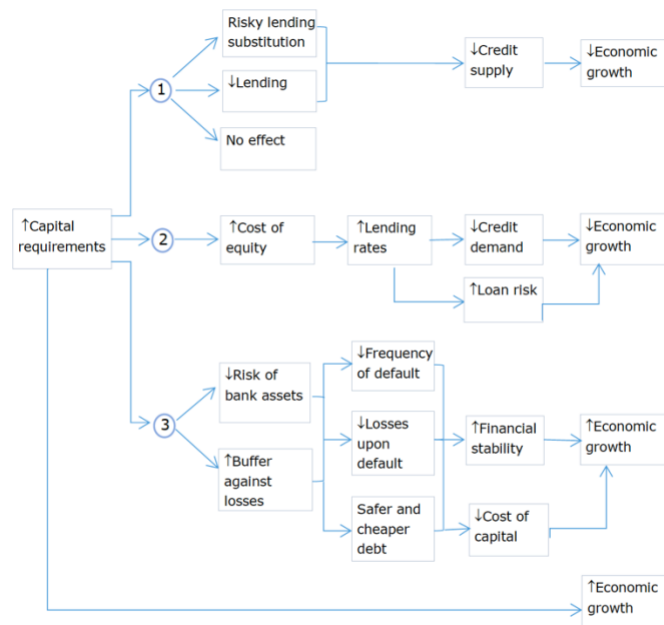 Risky lending
substitution
↓Credit
supply
↓Economic
growth
1
↓Lending
No effect
↑Capital
requirements
2
↑Cost of
equity
↑Lending
rates
↓Credit
demand
↓Economic
growth
↑Loan risk
3
↓Risk of
bank assets
↑Buffer
against
losses
↓Frequency
of default
↓Losses
upon
default
Safer and
cheaper
debt
↑Financial
stability
↑Economic
growth
↓Cost of
capital
↑Economic
growth